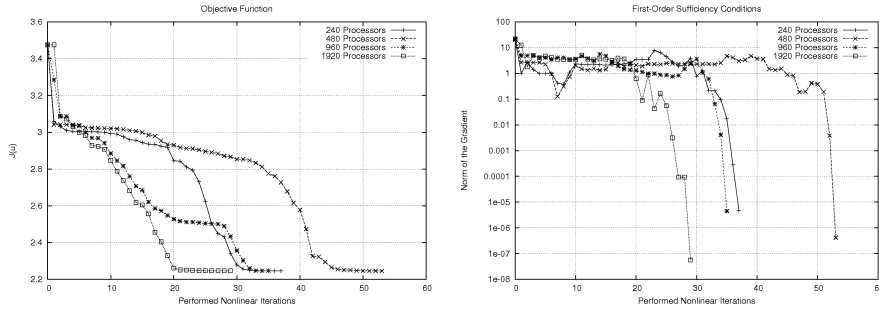 Objective Function
3.6
3.4
3.2
3.0
2.8
2.6
2.4
2.2
J(u)
0 10 20 30 40 50 60
Performed Nonlinear Iterations
240 Processors
480 Processors
960 Processors
1920 Processors
First-Order Sufficiency Conditions
100
10
1
0.1
0.01
0.001
0.0001
1e-05
1e-06
1e-07
1e-08
Norm of the Gradient
0 10 20 30 40 50 60
Performed Nonlinear Iterations
240 Processors
480 Processors
960 Processors
1920 Processors